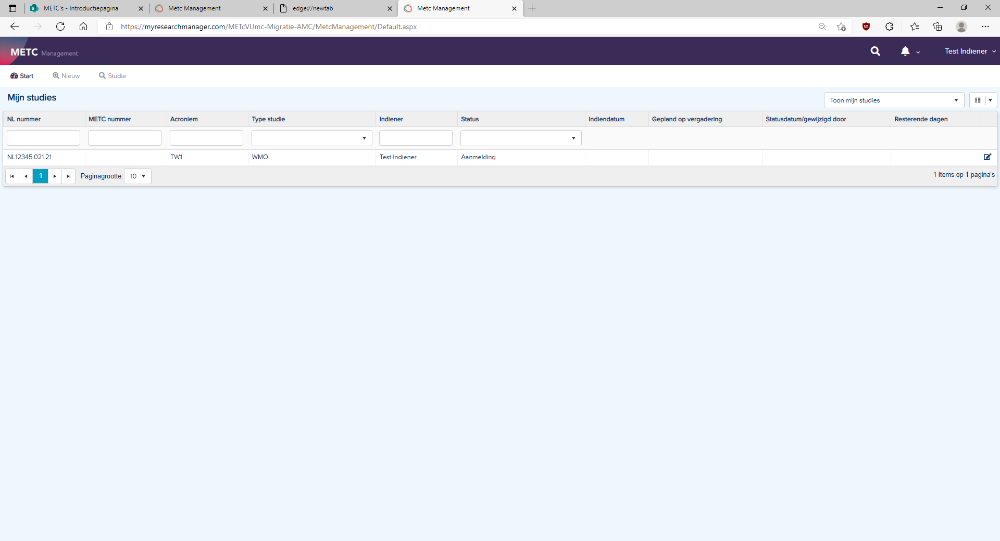 METC's - Introductiepagina
Metc Management
edge://newtab
Metc Management
https://myresearchmanager.com/METcVUmc-Migratie-AMC/MetcManagement/Default.aspx
METC Management
Test Indiener
Start Nieuw Studie
Mijn studies
Toon mijn studies
NL nummer METC nummer Acroniem Type studie Indiener Status Indiendatum Gepland op vergadering Statusdatum/gewijzigd door Resterende dagen
NL12345.021.21 TW1 WMO Test Indiener Aanmelding
1 Paginagrootte: 10 1 items op 1 pagina's